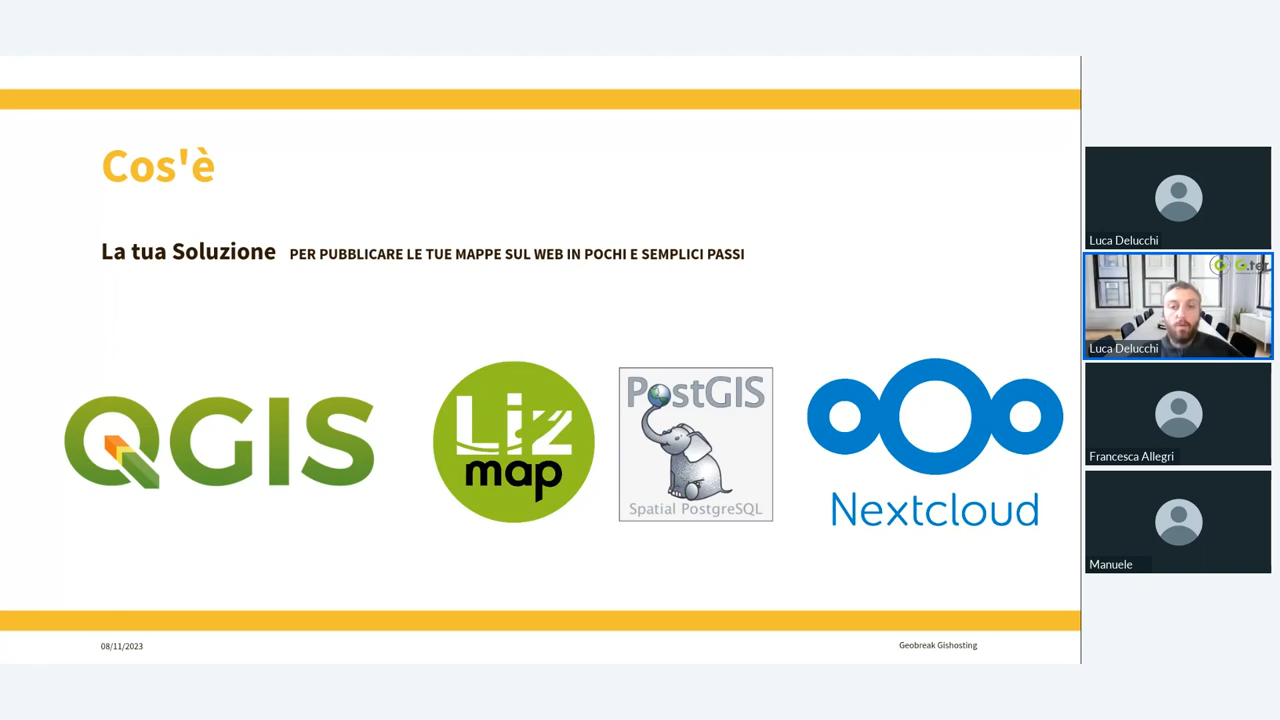 Cos'è
La tua Soluzione PER PUBBLICARE LE TUE MAPPE SUL WEB IN POCHI E SEMPLICI PASSI
QGIS
Liz
map
PostGIS
Spatial PostgreSQL
Nextcloud
08/11/2023
Geobreak Gishosting
Luca Delucchi
G.ter
Luca Delucchi
Francesca Allegri
Manuele